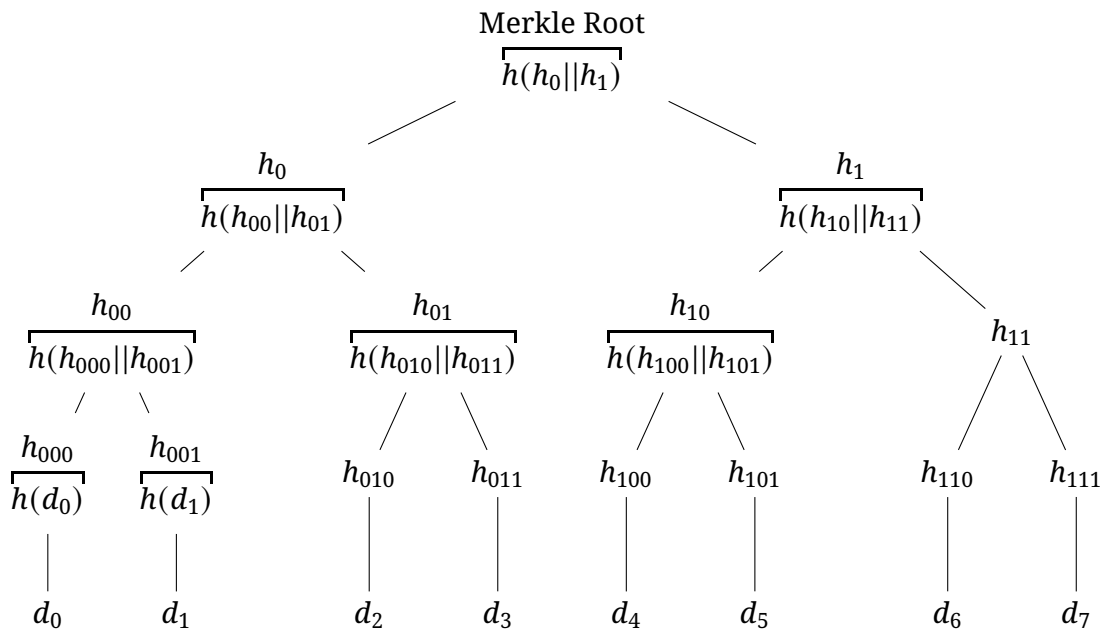 Merkle Root
h(h₀||h₁)
h₀ h₁
h(h₀₀||h₀₁) h(h₁₀||h₁₁)
h₀₀ h₀₁ h₁₀ h₁₁
h(h₀₀₀||h₀₀₁) h(h₀₁₀||h₀₁₁) h(h₁₀₀||h₁₀₁)
h₀₀₀ h₀₀₁ h₀₁₀ h₀₁₁ h₁₀₀ h₁₀₁ h₁₁₀ h₁₁₁
h(d₀) h(d₁)
d₀ d₁ d₂ d₃ d₄ d₅ d₆ d₇